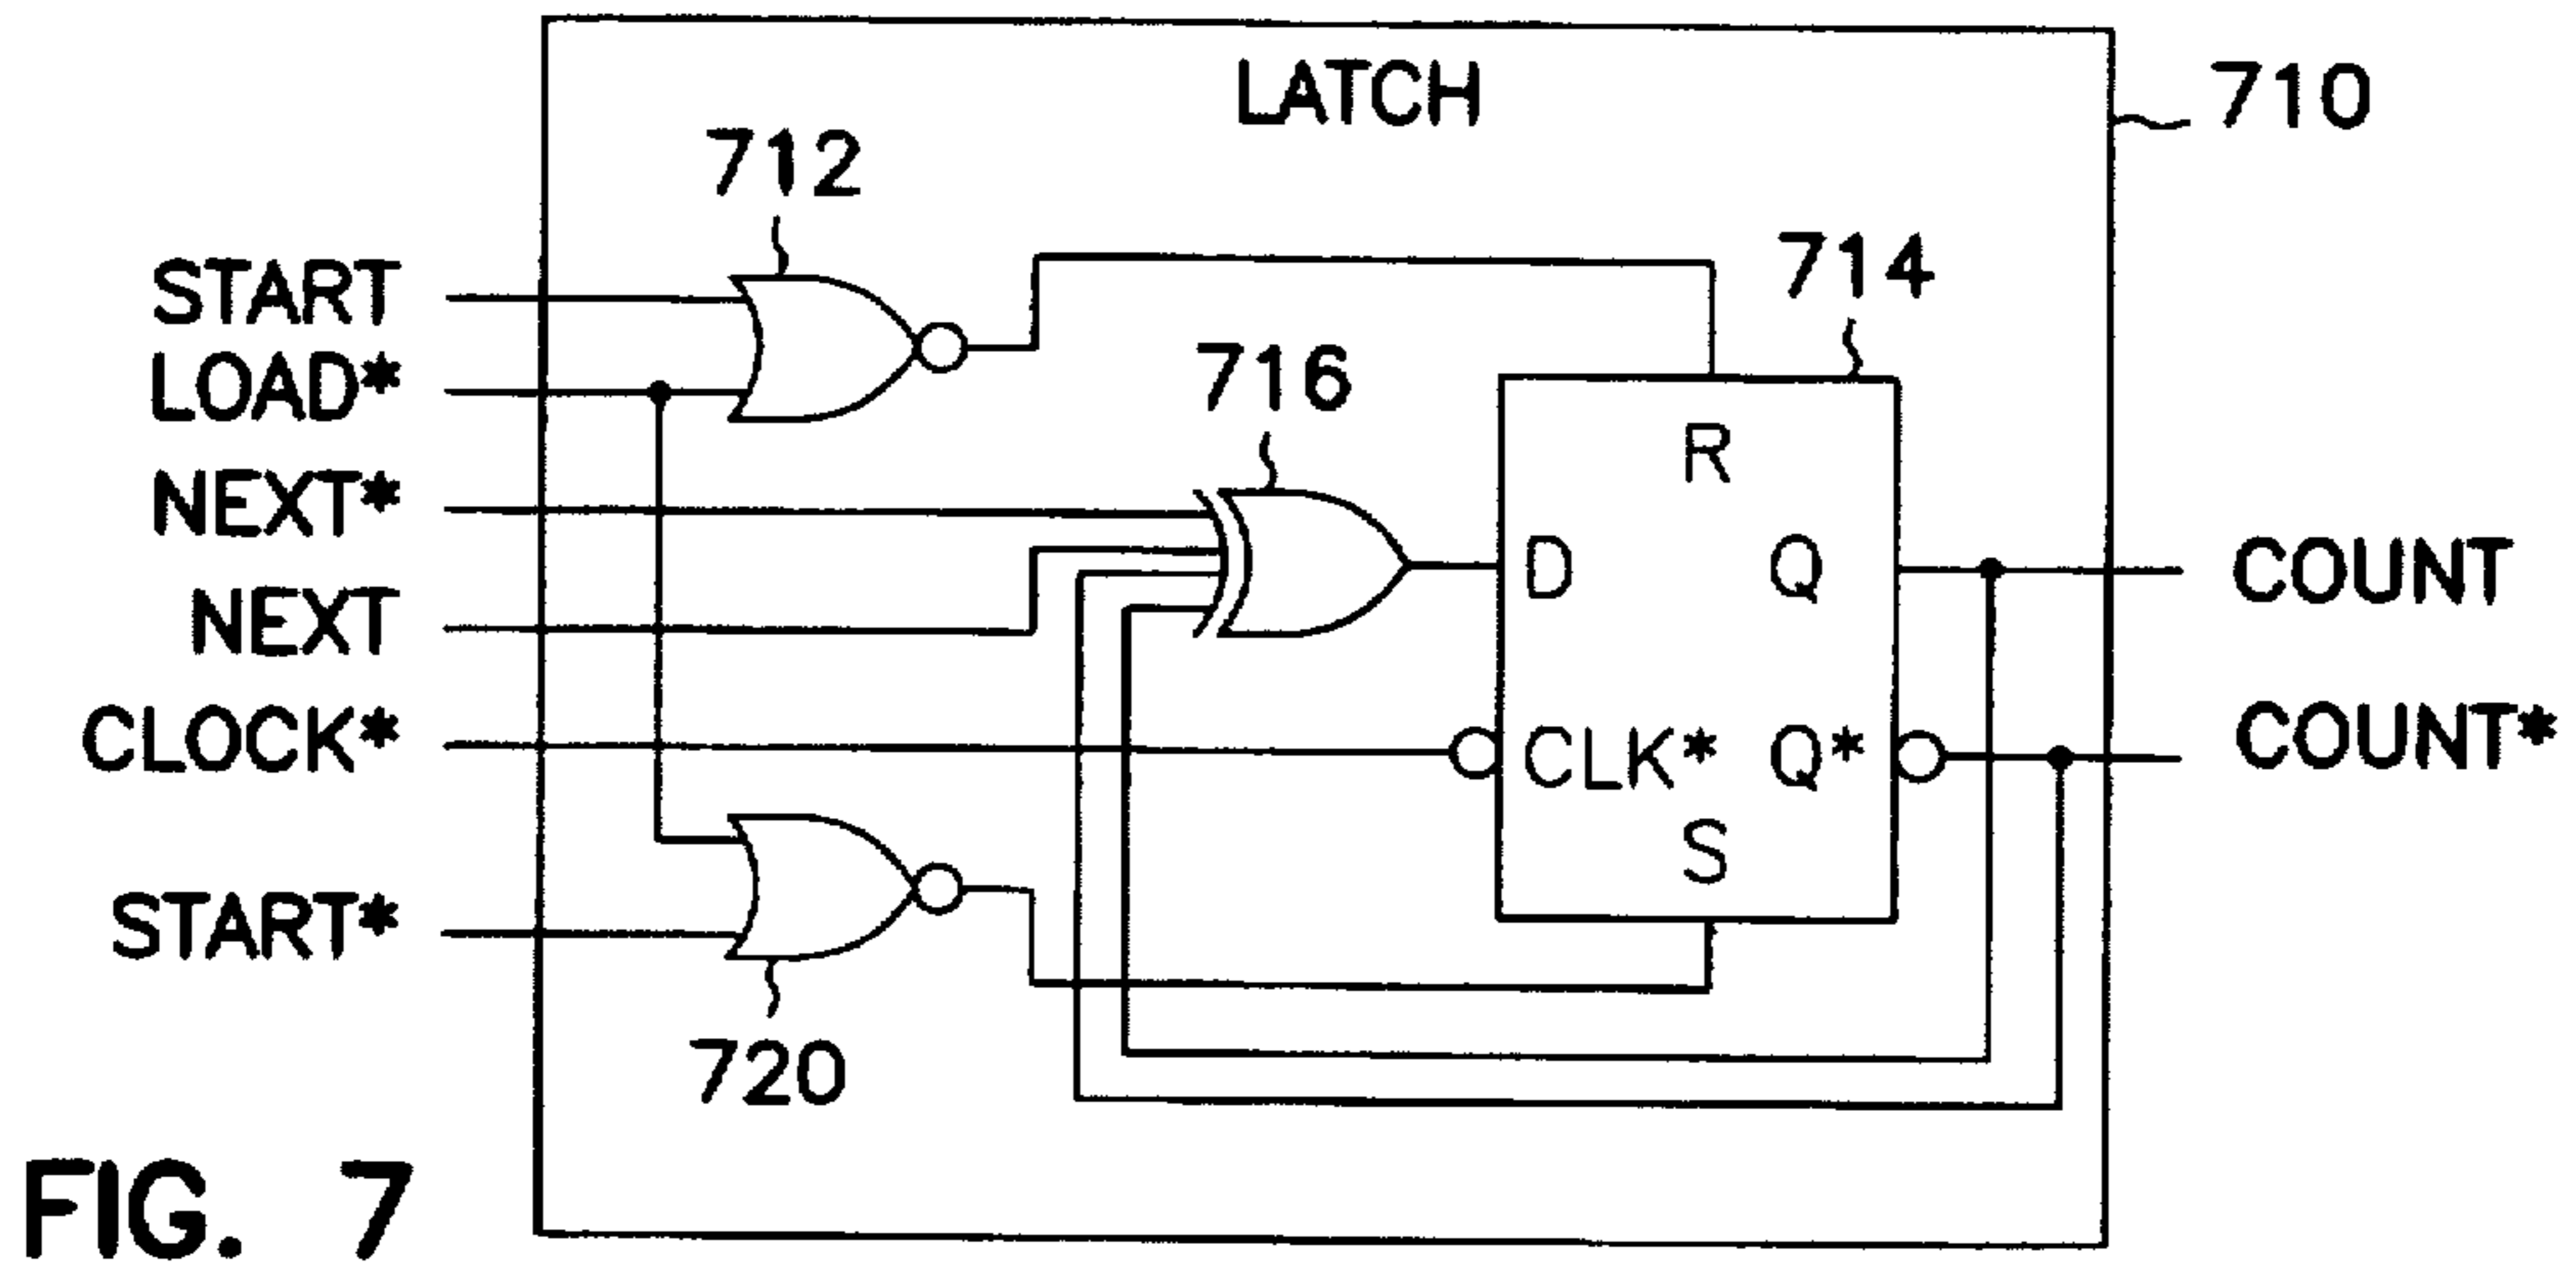 LATCH
710
712
714
START
LOAD*
716
NEXT*
NEXT
CLOCK*
START*
R
D
Q
CLK*
Q*
S
COUNT
COUNT*
720
FIG. 7